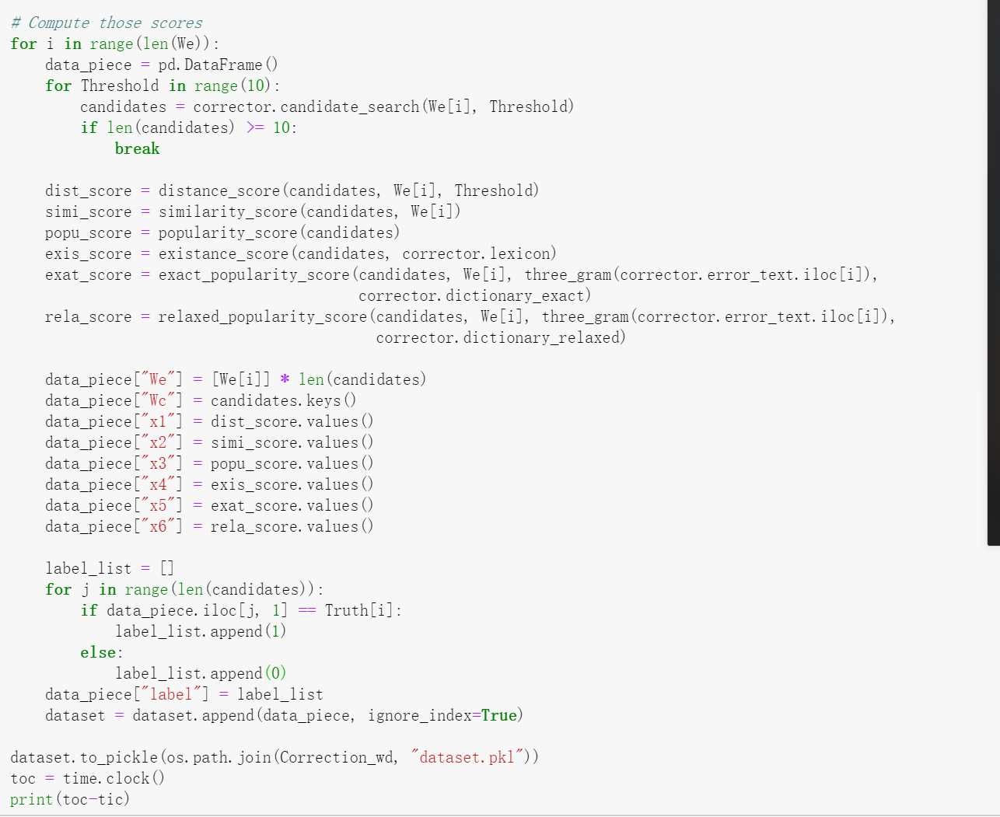 # Compute those scores
for i in range(len(We)):
    data_piece = pd.DataFrame()
    for Threshold in range(10):
        candidates = corrector.candidate_search(We[i], Threshold)
        if len(candidates) >= 10:
            break

    dist_score = distance_score(candidates, We[i], Threshold)
    simi_score = similarity_score(candidates, We[i])
    popu_score = popularity_score(candidates)
    exis_score = existance_score(candidates, corrector.lexicon)
    exat_score = exact_popularity_score(candidates, We[i], three_gram(corrector.error_text.iloc[i]),
                                        corrector.dictionary_exact)
    rela_score = relaxed_popularity_score(candidates, We[i], three_gram(corrector.error_text.iloc[i]),
                                          corrector.dictionary_relaxed)

    data_piece["We"] = [We[i]] * len(candidates)
    data_piece["Wc"] = candidates.keys()
    data_piece["x1"] = dist_score.values()
    data_piece["x2"] = simi_score.values()
    data_piece["x3"] = popu_score.values()
    data_piece["x4"] = exis_score.values()
    data_piece["x5"] = exat_score.values()
    data_piece["x6"] = rela_score.values()

    label_list = []
    for j in range(len(candidates)):
        if data_piece.iloc[j, 1] == Truth[i]:
            label_list.append(1)
        else:
            label_list.append(0)
    data_piece["label"] = label_list
    dataset = dataset.append(data_piece, ignore_index=True)

dataset.to_pickle(os.path.join(Correction_wd, "dataset.pkl"))
toc = time.clock()
print(toc-tic)